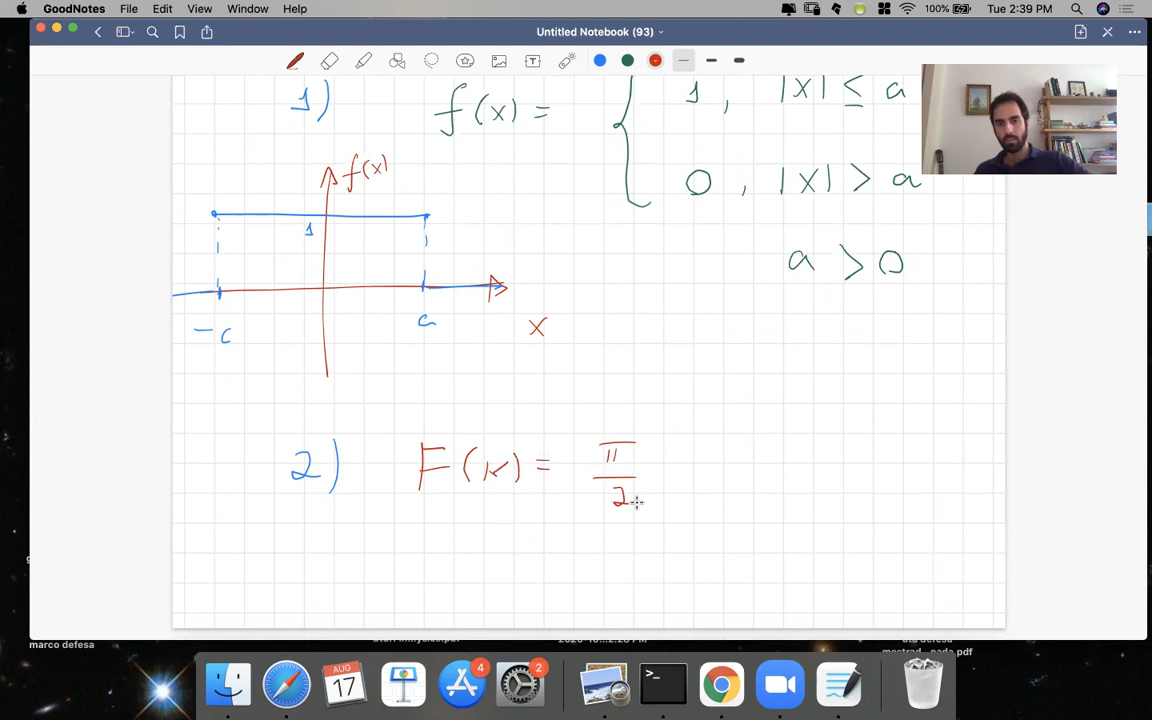 GoodNotes File Edit View Window Help 100% Tue 2:39 PM
Untitled Notebook (93)
1) f(x) = { 1 , |x| ≤ a
0 , |x| > a
a > 0
f(x)
1
-c a
x
2) F(k) = π
2
marco defesa
4 2
AUG
17